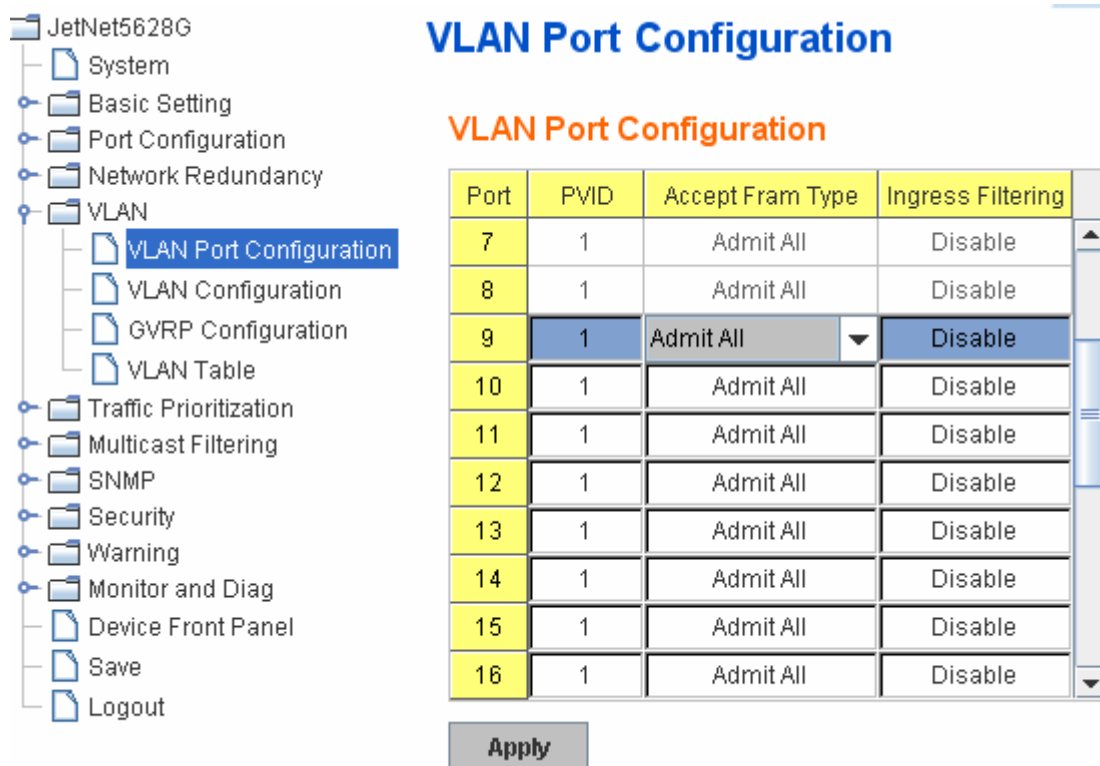 JetNet5628G
System
Basic Setting
Port Configuration
Network Redundancy
VLAN
VLAN Port Configuration
VLAN Configuration
GVRP Configuration
VLAN Table
Traffic Prioritization
Multicast Filtering
SNMP
Security
Warning
Monitor and Diag
Device Front Panel
Save
Logout
VLAN Port Configuration
VLAN Port Configuration
Port PVID Accept Fram Type Ingress Filtering
7 1 Admit All Disable
8 1 Admit All Disable
9 1 Admit All Disable
10 1 Admit All Disable
11 1 Admit All Disable
12 1 Admit All Disable
13 1 Admit All Disable
14 1 Admit All Disable
15 1 Admit All Disable
16 1 Admit All Disable
Apply